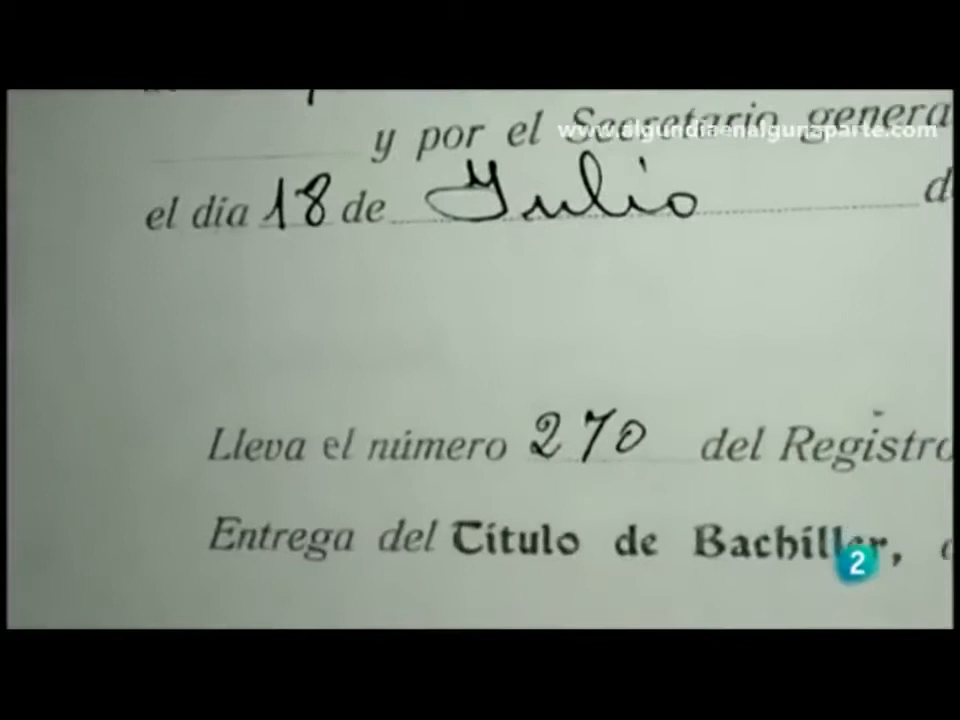 y por el Secretario genera
www.algundiaenalgunaparte.com
el día 18 de Julio d
Lleva el número 270 del Registro
Entrega del Título de Bachiller,
2